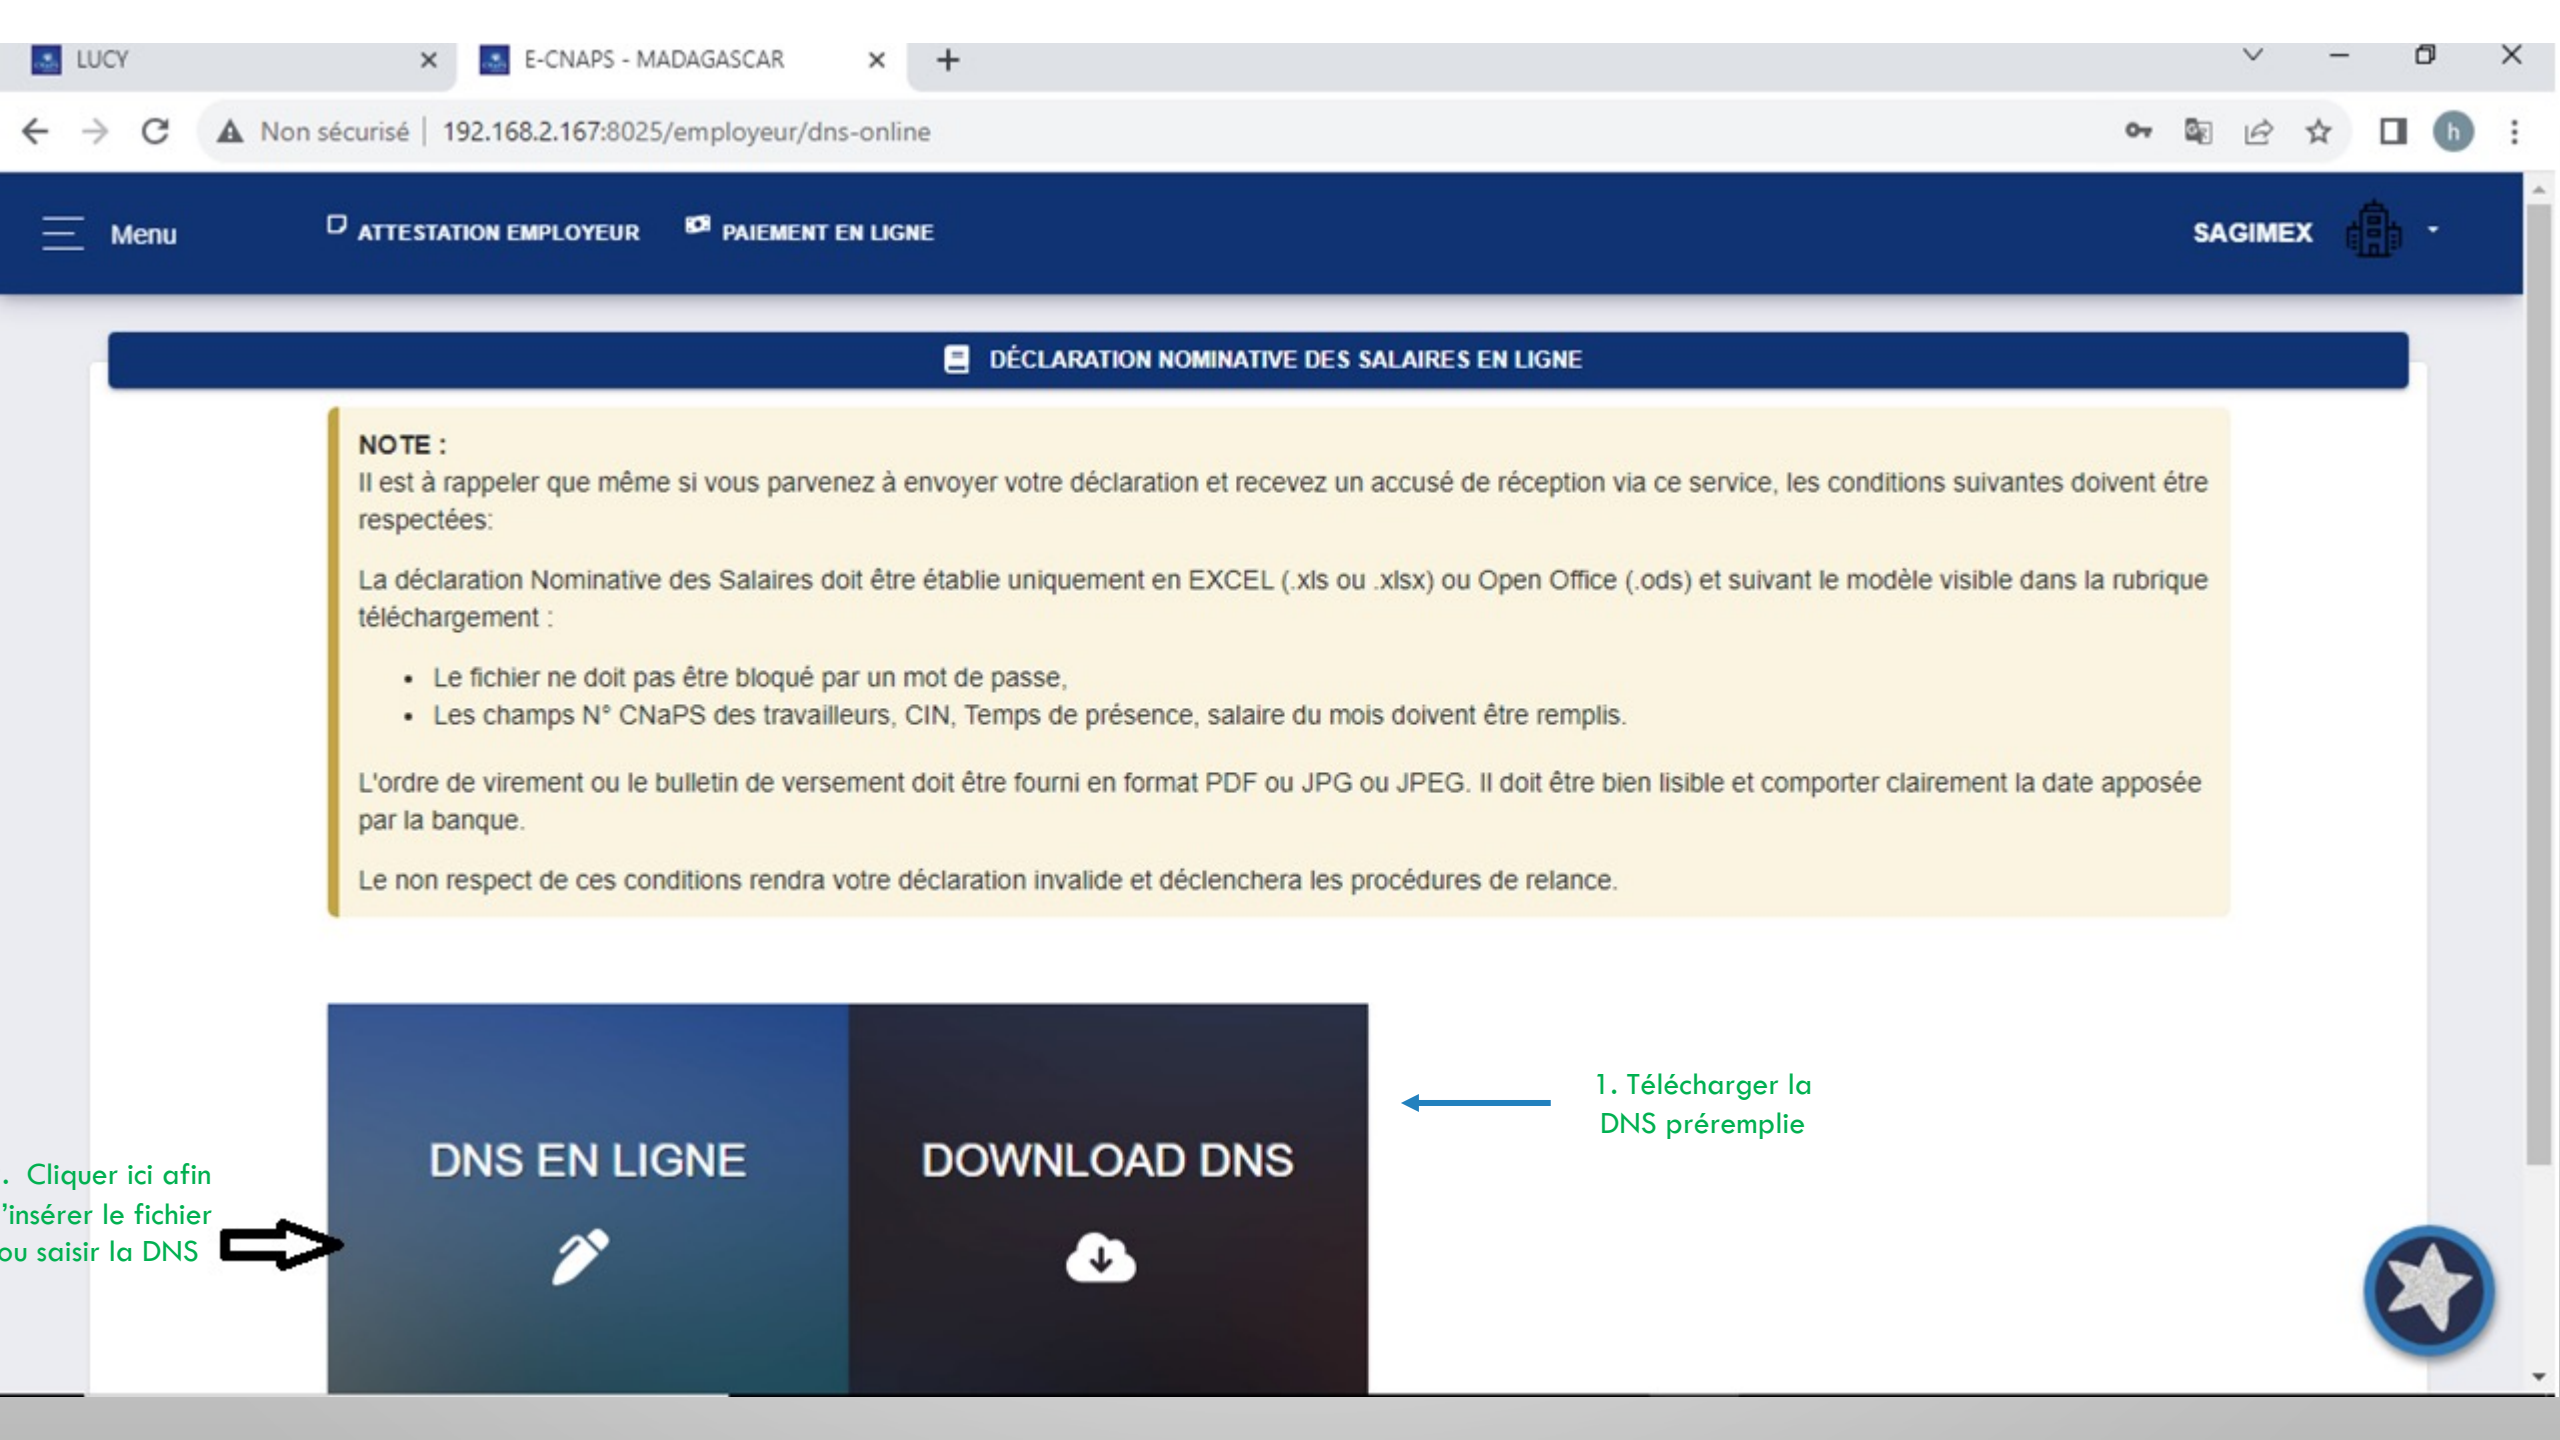 LUCY
E-CNAPS - MADAGASCAR
Non sécurisé | 192.168.2.167:8025/employeur/dns-online
h
Menu
ATTESTATION EMPLOYEUR
PAIEMENT EN LIGNE
SAGIMEX
DÉCLARATION NOMINATIVE DES SALAIRES EN LIGNE
NOTE :
Il est à rappeler que même si vous parvenez à envoyer votre déclaration et recevez un accusé de réception via ce service, les conditions suivantes doivent étre
respectées:
La déclaration Nominative des Salaires doit être établie uniquement en EXCEL (.xls ou .xlsx) ou Open Office (.ods) et suivant le modèle visible dans la rubrique
téléchargement :
• Le fichier ne doit pas être bloqué par un mot de passe,
• Les champs N° CNaPS des travailleurs, CIN, Temps de présence, salaire du mois doivent être remplis.
L'ordre de virement ou le bulletin de versement doit être fourni en format PDF ou JPG ou JPEG. Il doit être bien lisible et comporter clairement la date apposée
par la banque.
Le non respect de ces conditions rendra votre déclaration invalide et déclenchera les procédures de relance.
DNS EN LIGNE
DOWNLOAD DNS
1. Télécharger la
DNS préremplie
. Cliquer ici afin
'insérer le fichier
ou saisir la DNS